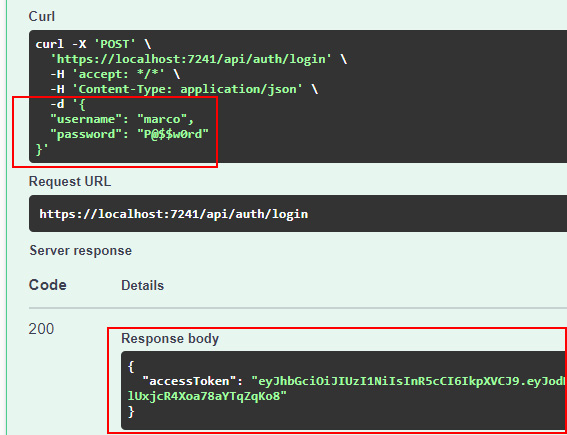 Curl
curl -X 'POST' \
'https://localhost:7241/api/auth/login' \
-H 'accept: */*' \
-H 'Content-Type: application/json' \
-d '{
"username": "marco",
"password": "P@$$w0rd"
}'
Request URL
https://localhost:7241/api/auth/login
Server response
Code Details
200
Response body
{
"accessToken": "eyJhbGciOiJIUzI1NiIsInR5cCI6IkpXVCJ9.eyJod
lUxjcR4Xoa78aYTqZqKo8"
}